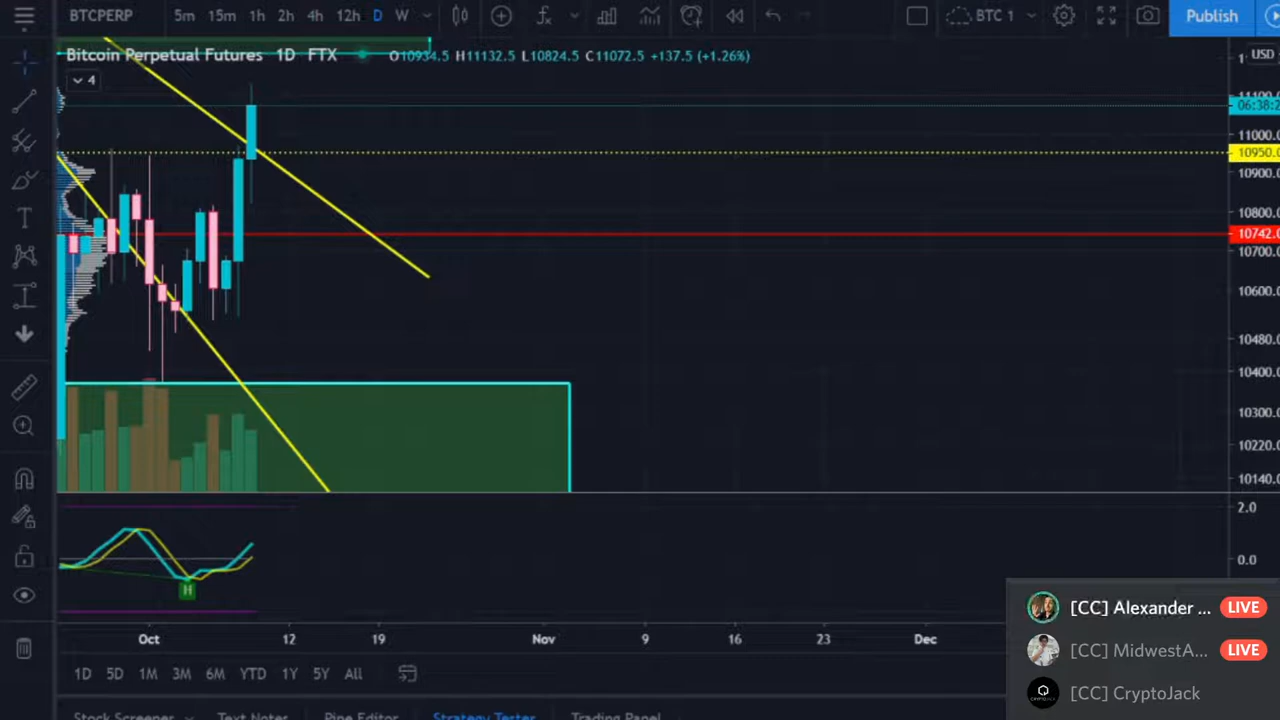 BTCPERP 5m 15m 1h 2h 4h 12h D W BTC 1 Publish
Bitcoin Perpetual Futures 1D FTX O10934.5 H11132.5 L10824.5 C11072.5 +137.5 (+1.26%) USD
4
11100.
06:38:2
11000.
10950.
10900.
10800.
10742.
10700.
10600.
10480.
10400.
10300.
10220.
10140.
2.0
0.0
H
Oct 12 19 Nov 9 16 23 Dec
1D 5D 1M 3M 6M YTD 1Y 5Y All
Stock Screener Text Notes Pine Editor Strategy Tester Trading Panel
[CC] Alexander ... LIVE
[CC] MidwestA... LIVE
[CC] CryptoJack